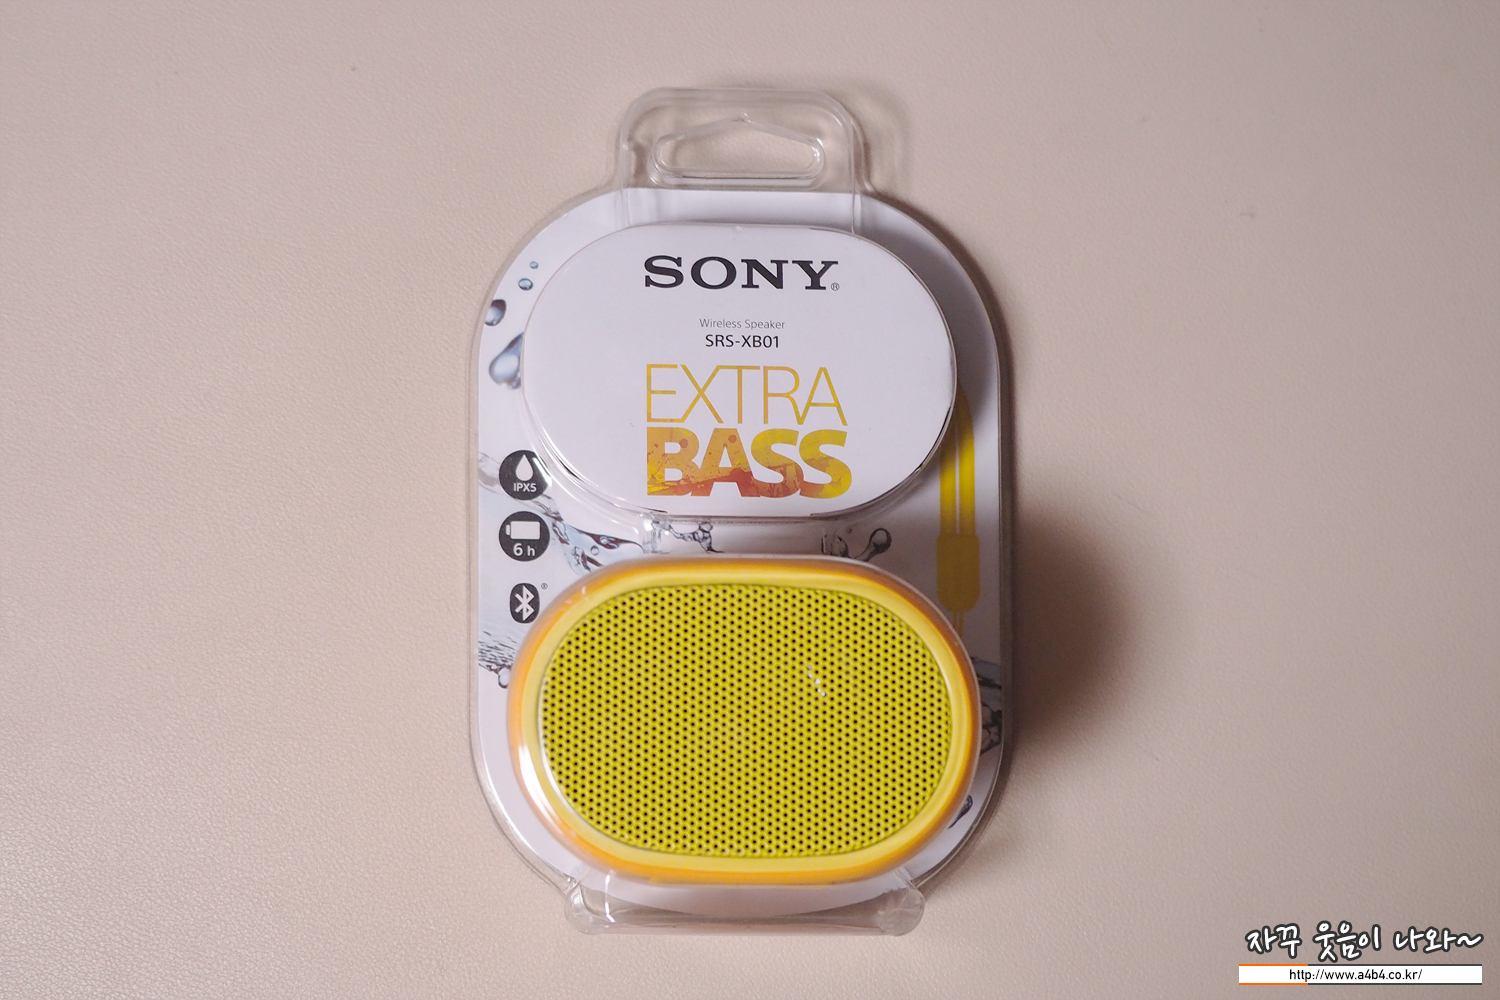 SONY®
Wireless Speaker
SRS-XB01
EXTRA
BASS
IPX5
6 h
®
자꾸 웃음이 나와~
http://www.a4b4.co.kr/